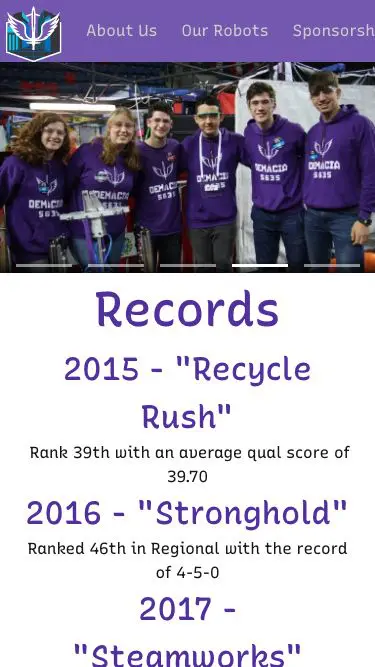 About Us Our Robots Sponsorsh
DEMACIA
5635
DEMACIA
5635
DEMACIA
5635
DEMACIA
5635
DEMACIA
5635
Records
2015 - "Recycle
Rush"
Rank 39th with an average qual score of
39.70
2016 - "Stronghold"
Ranked 46th in Regional with the record
of 4-5-0
2017 -
"Steamworks"